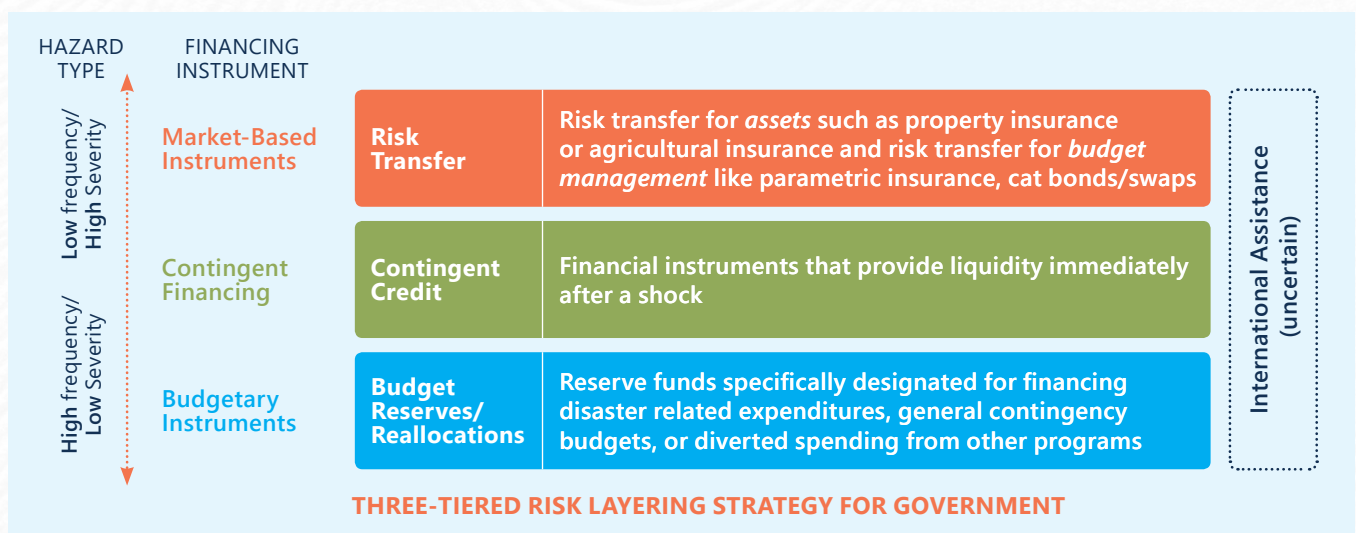 HAZARD
TYPE
FINANCING
INSTRUMENT
Low frequency/
High Severity
High frequency/
Low Severity
Market-Based
Instruments
Risk
Transfer
Risk transfer for assets such as property insurance
or agricultural insurance and risk transfer for budget
management like parametric insurance, cat bonds/swaps
Contingent
Financing
Contingent
Credit
Financial instruments that provide liquidity immediately
after a shock
Budgetary
Instruments
Budget
Reserves/
Reallocations
Reserve funds specifically designated for financing
disaster related expenditures, general contingency
budgets, or diverted spending from other programs
International Assistance
(uncertain)
THREE-TIERED RISK LAYERING STRATEGY FOR GOVERNMENT